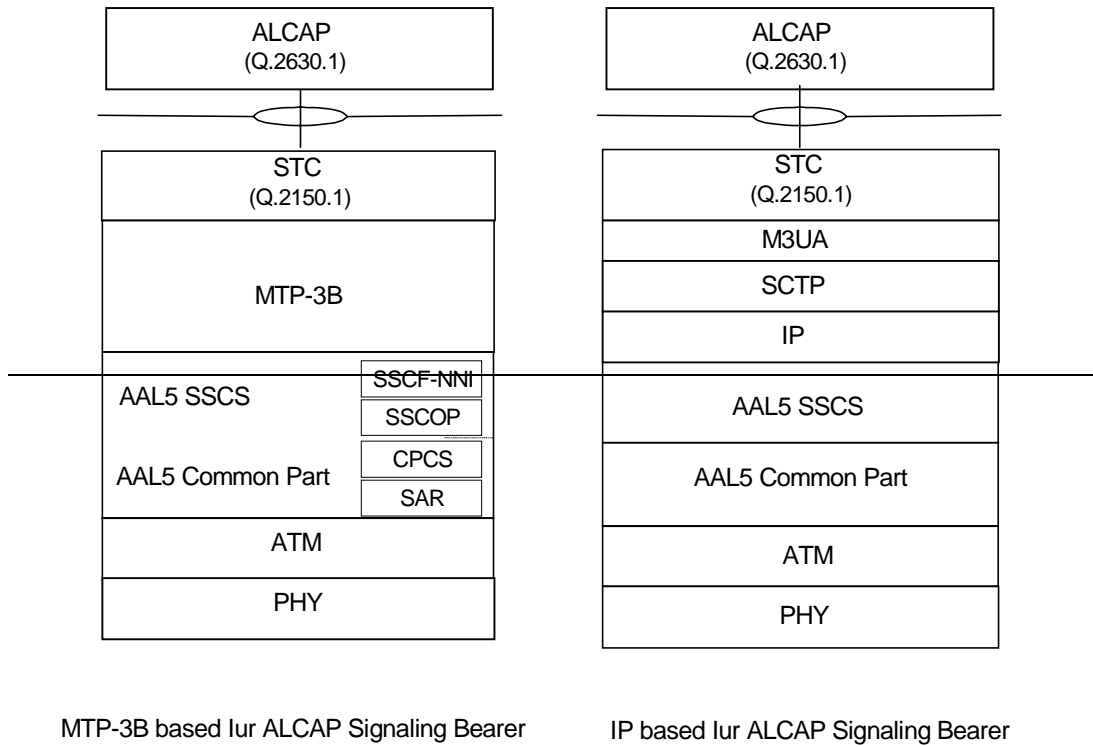 ALCAP
(Q.2630.1)
STC
(Q.2150.1)
MTP-3B
AAL5 SSCS
SSCF-NNI
SSCOP
AAL5 Common Part
CPCS
SAR
ATM
PHY
MTP-3B based Iur ALCAP Signaling Bearer
ALCAP
(Q.2630.1)
STC
(Q.2150.1)
M3UA
SCTP
IP
AAL5 SSCS
AAL5 Common Part
ATM
PHY
IP based Iur ALCAP Signaling Bearer